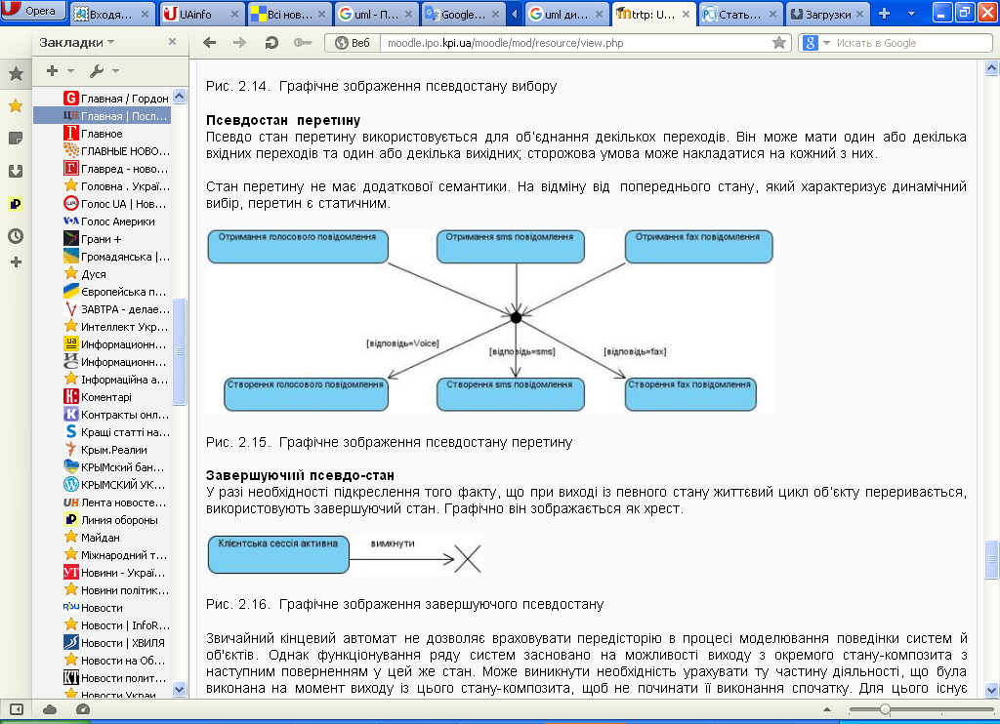 Opera
Входя...
UAinfo
Всі нов...
uml - П...
Google...
uml ди...
trtp: U...
Стать...
Загрузки
Закладки
Веб
moodle.ipo.kpi.ua/moodle/mod/resource/view.php
Искать в Google
Главная / Гордон
Главная | Посл...
Главное
ГЛАВНЫЕ НОВО...
Главред - ново...
Головна . Украї...
Голос UA | Нов...
Голос Америки
Грани +
Громадянська |...
Дуся
Європейська п...
ЗАВТРА - делае...
Интеллект Укр...
Информационн...
Информационн...
Інформаційна а...
Коментарі
Контракты онл...
Кращі статті на...
Крым.Реалии
КРЫМский бан...
КРЫМСКИЙ УК...
Лента новосте...
Линия обороны
Майдан
Міжнародний т...
Новини - Украї...
Новини політик...
Новости
Новости | InfoR...
Новости | ХВИЛЯ
Новости на Об...
Новости полит...
Новости Украи...
Рис. 2.14. Графічне зображення псевдостану вибору
Псевдостан перетину
Псевдо стан перетину використовується для об'єднання декількох переходів. Він може мати один або декілька
вхідних переходів та один або декілька вихідних; сторожова умова може накладатися на кожний з них.
Стан перетину не має додаткової семантики. На відміну від попереднього стану, який характеризує динамічний
вибір, перетин є статичним.
Отримання голосового повідомлення
Отримання sms повідомлення
Отримання fax повідомлення
[відповідь=Voice]
[відповідь=sms]
[відповідь=fax]
Створення голосового повідомлення
Створення sms повідомлення
Створення fax повідомлення
Рис. 2.15. Графічне зображення псевдостану перетину
Завершуючий псевдо-стан
У разі необхідності підкреслення того факту, що при виході із певного стану життєвий цикл об'єкту переривається,
використовують завершуючий стан. Графічно він зображається як хрест.
Клієнтська сессія активна
вимкнути
Рис. 2.16. Графічне зображення завершуючого псевдостану
Звичайний кінцевий автомат не дозволяє враховувати передісторію в процесі моделювання поведінки систем й
об'єктів. Однак функціонування ряду систем засновано на можливості виходу з окремого стану-композита з
наступним поверненням у цей же стан. Може виникнути необхідність урахувати ту частину діяльності, що була
виконана на момент виходу із цього стану-композита, щоб не починати її виконання спочатку. Для цього існує